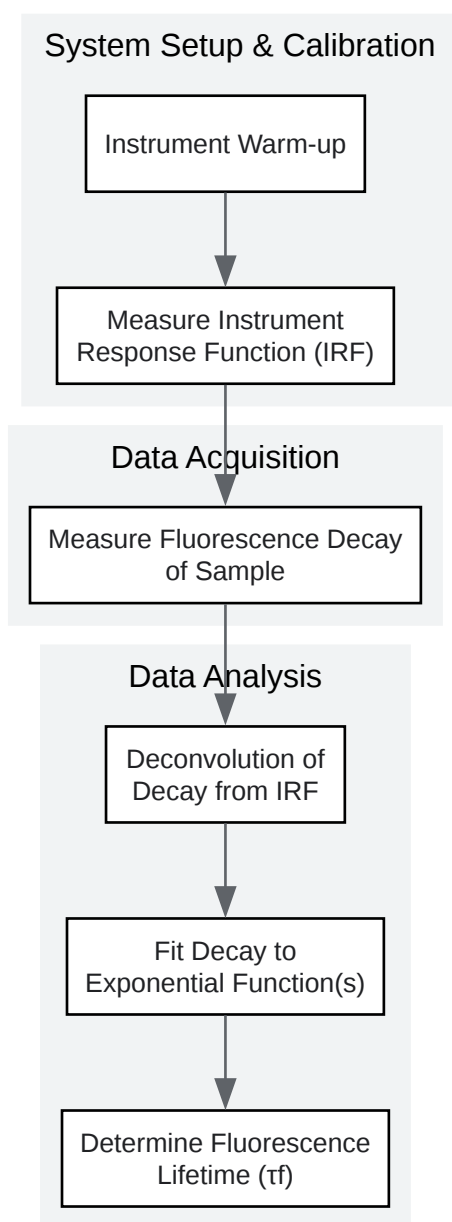 System Setup & Calibration
Instrument Warm-up
Measure Instrument
Response Function (IRF)
Data Acquisition
Measure Fluorescence Decay
of Sample
Data Analysis
Deconvolution of
Decay from IRF
Fit Decay to
Exponential Function(s)
Determine Fluorescence
Lifetime (τf)